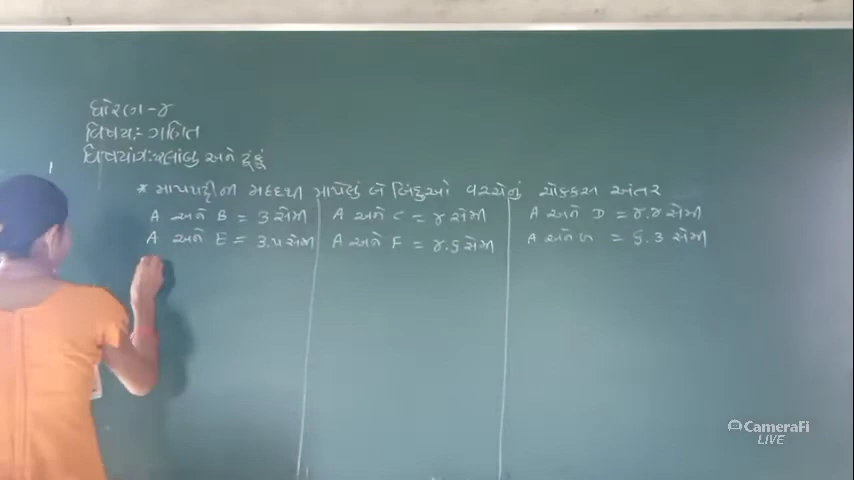 ધોરણ-૪
વિષય:- ગણિત
વિષયાંગ:- લાંબુ અને ટૂંકું
* માપપટ્ટીની મદદથી આપેલું બે બિંદુઓ વચ્ચેનું ચોક્કસ અંતર
A અને B = ૩ સેમી A અને C = ૪ સેમી A અને D = ૪.૪ સેમી
A અને E = ૩.૫ સેમી A અને F = ૪.૬ સેમી A અને = ૬.૩ સેમી
CameraFi
LIVE